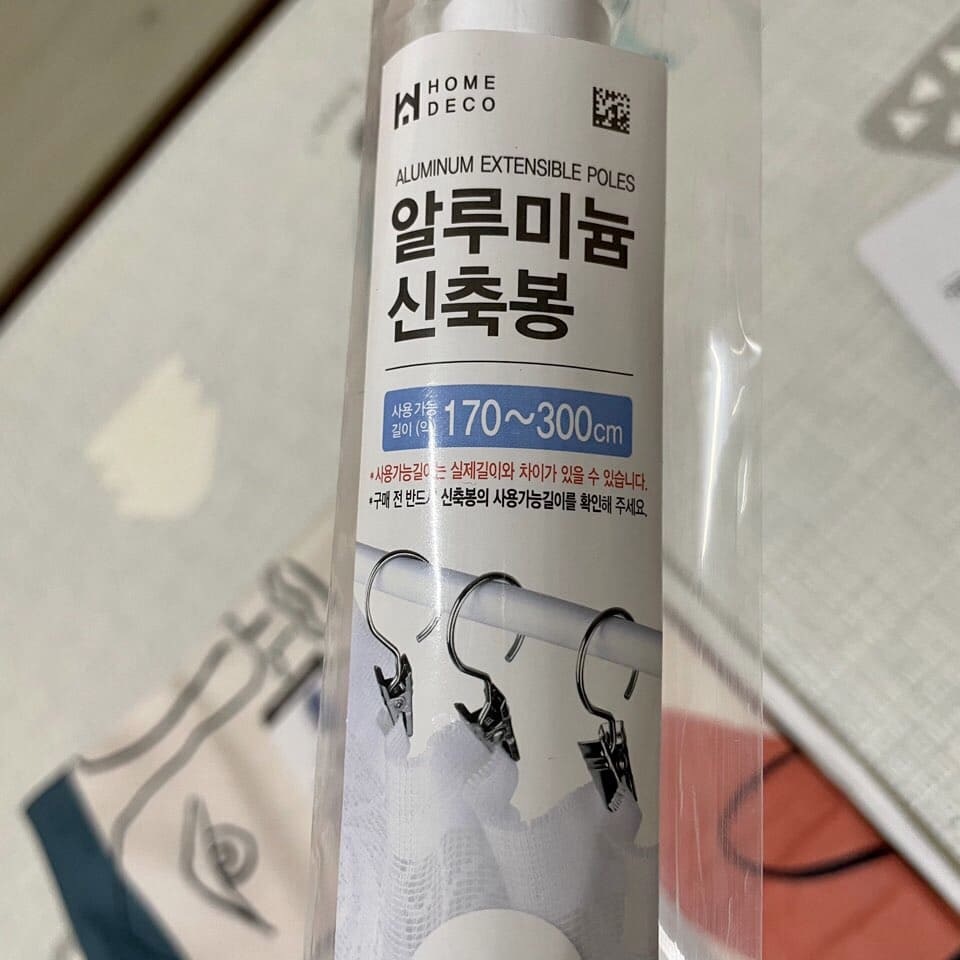 HOME
DECO
ALUMINUM EXTENSIBLE POLES
알루미늄
신축봉
사용 가능
길이 (약) 170~300cm
*사용가능길이는 실제길이와 차이가 있을 수 있습니다.
*구매 전 반드시 신축봉의 사용가능길이를 확인해 주세요.